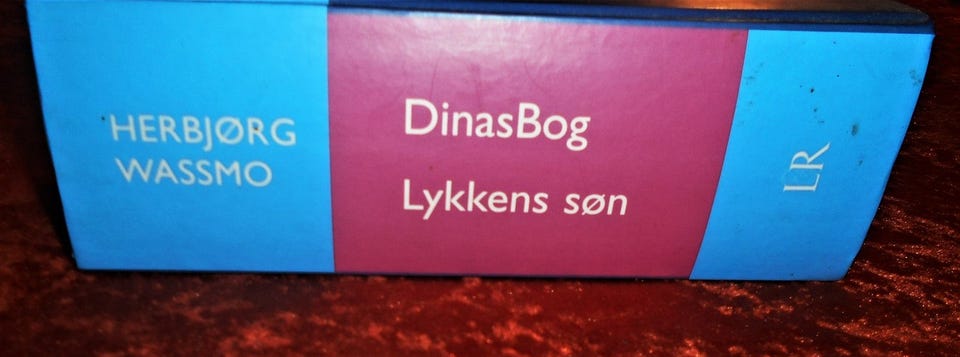 HERBJØRG
WASSMO
DinasBog
Lykkens søn
LR